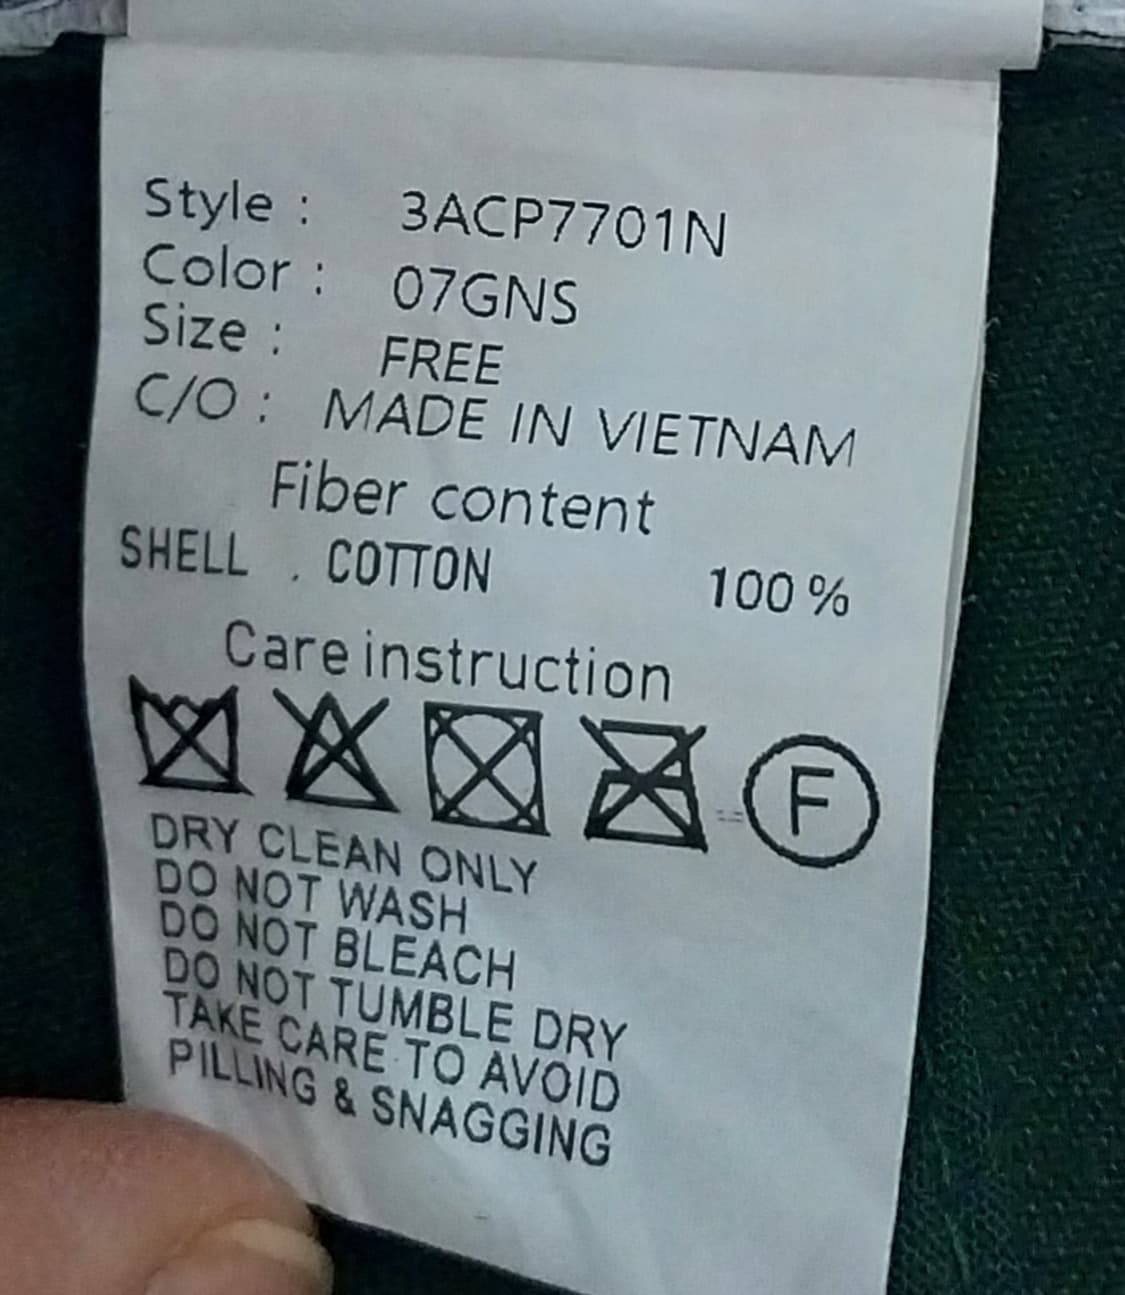 Style : 3ACP7701N
Color : 07GNS
Size : FREE
C/O : MADE IN VIETNAM
Fiber content
SHELL . COTTON 100 %
Care instruction
F
DRY CLEAN ONLY
DO NOT WASH
DO NOT BLEACH
DO NOT TUMBLE DRY
TAKE CARE TO AVOID
PILLING & SNAGGING